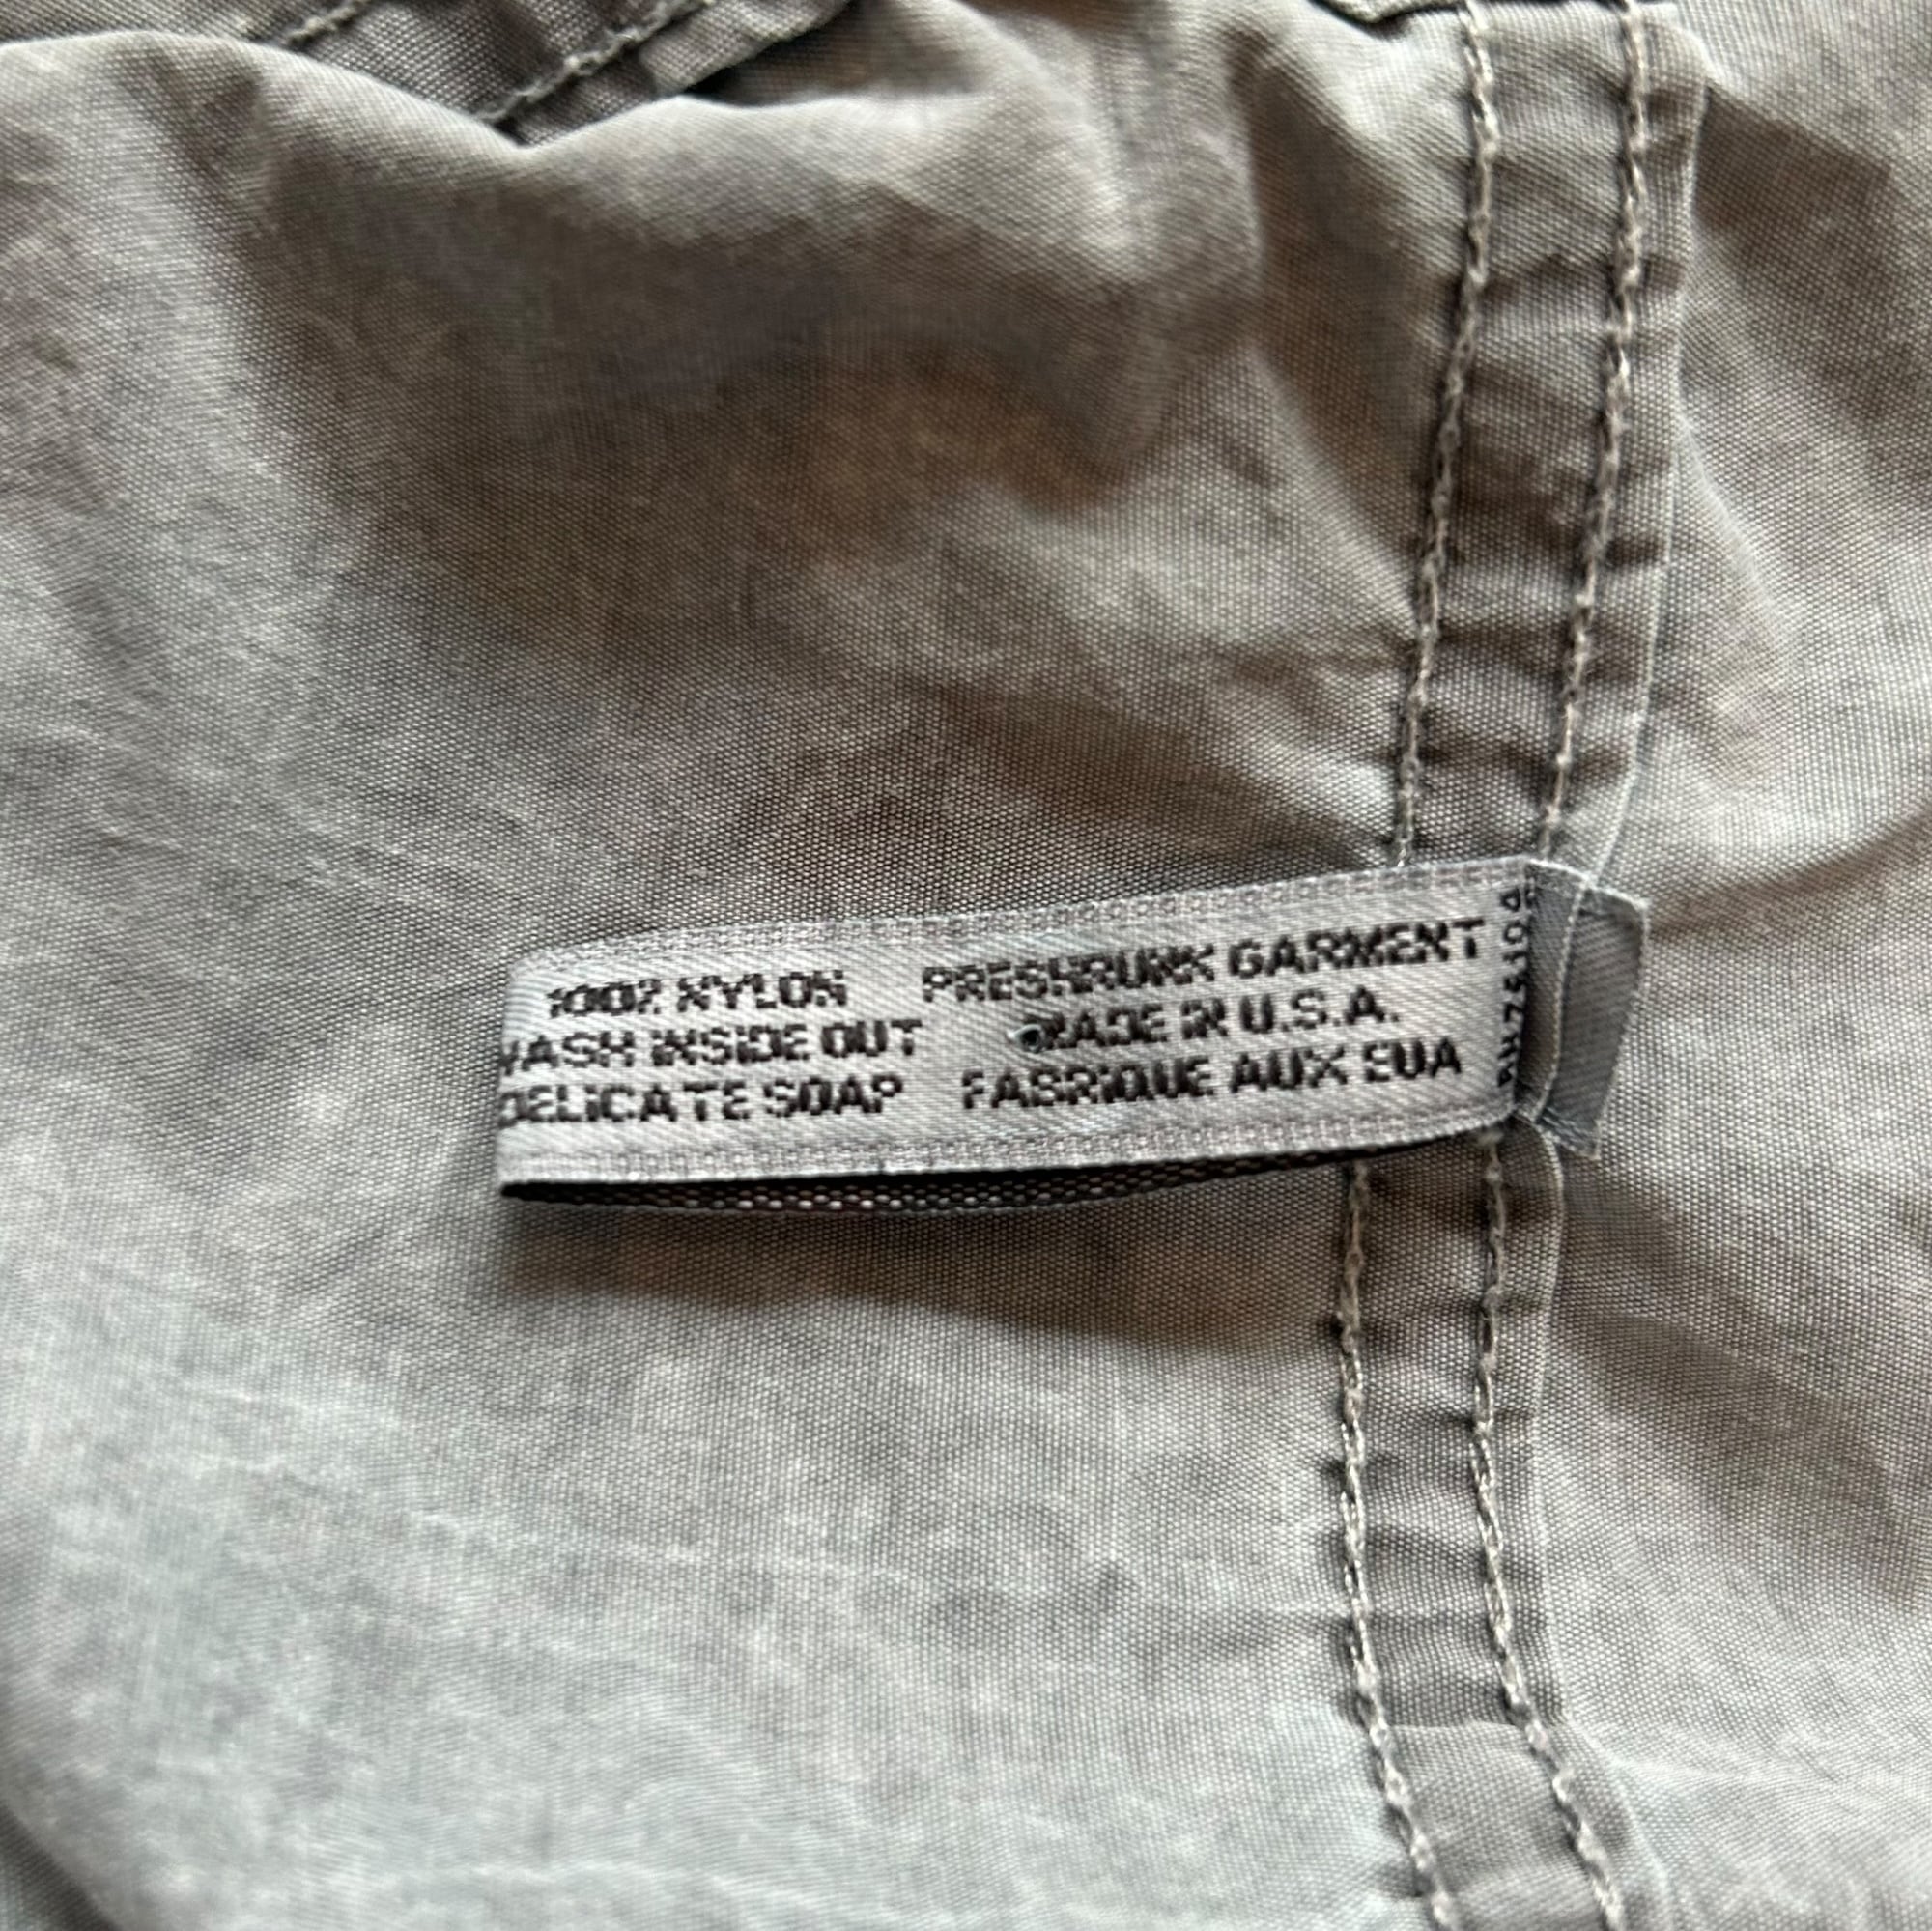 100% NYLON
WASH INSIDE OUT
DELICATE SOAP
PRESHRUNK GARMENT
MADE IN U.S.A.
FABRIQUE AUX EUA